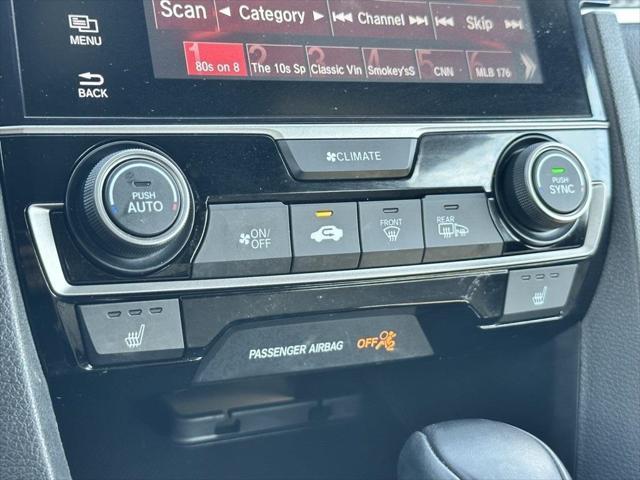 Scan Category Channel Skip
MENU
1 2 3 4 5 6
80s on 8 The 10s Sp Classic Vin Smokey'sS CNN MLB 176
BACK
CLIMATE
PUSH
AUTO
PUSH
SYNC
ON/
OFF
FRONT
REAR
PASSENGER AIRBAG OFF